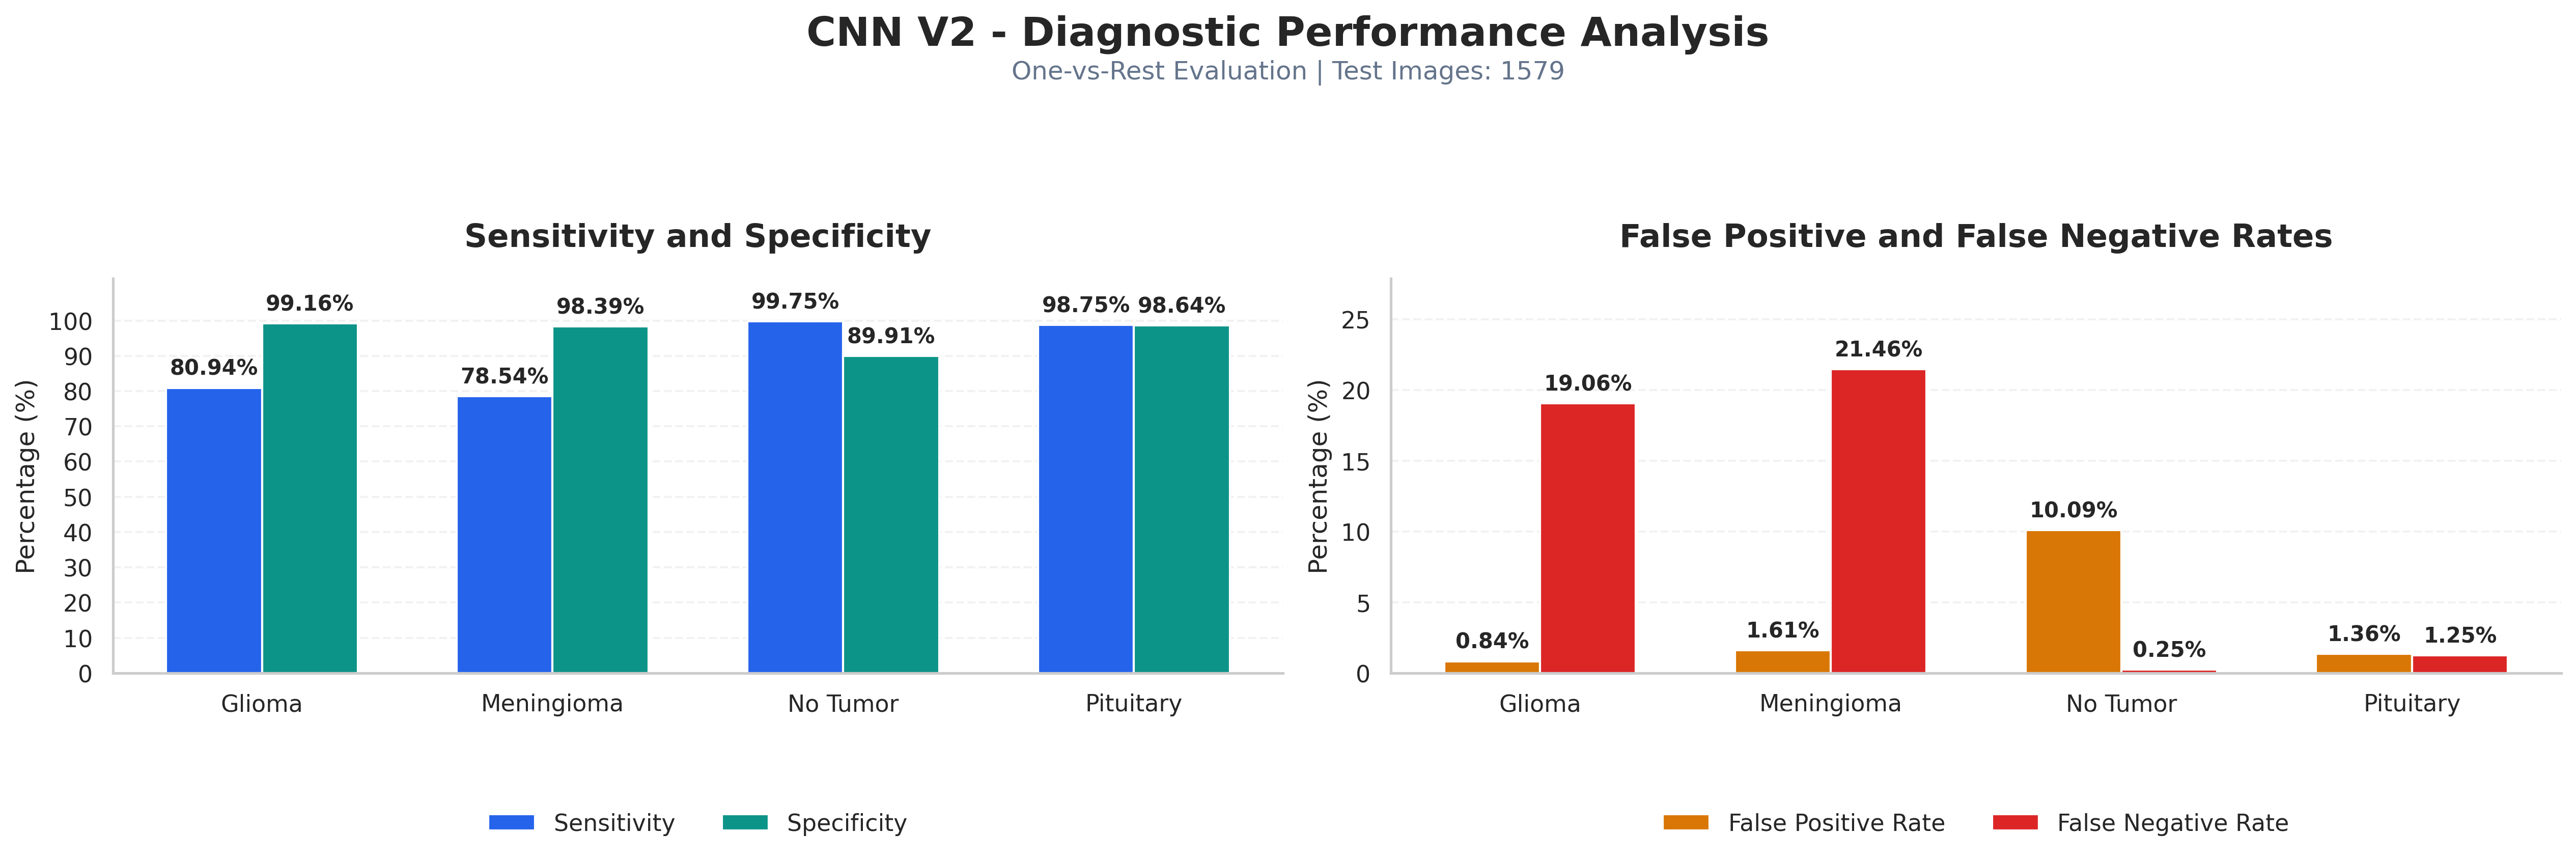 CNN V2 - Diagnostic Performance Analysis
One-vs-Rest Evaluation | Test Images: 1579
Sensitivity and Specificity
Percentage (%)
100
90
80
70
60
50
40
30
20
10
0
80.94%
99.16%
78.54%
98.39%
99.75%
89.91%
98.75%
98.64%
Glioma
Meningioma
No Tumor
Pituitary
Sensitivity
Specificity
False Positive and False Negative Rates
Percentage (%)
25
20
15
10
5
0
0.84%
19.06%
1.61%
21.46%
10.09%
0.25%
1.36%
1.25%
Glioma
Meningioma
No Tumor
Pituitary
False Positive Rate
False Negative Rate